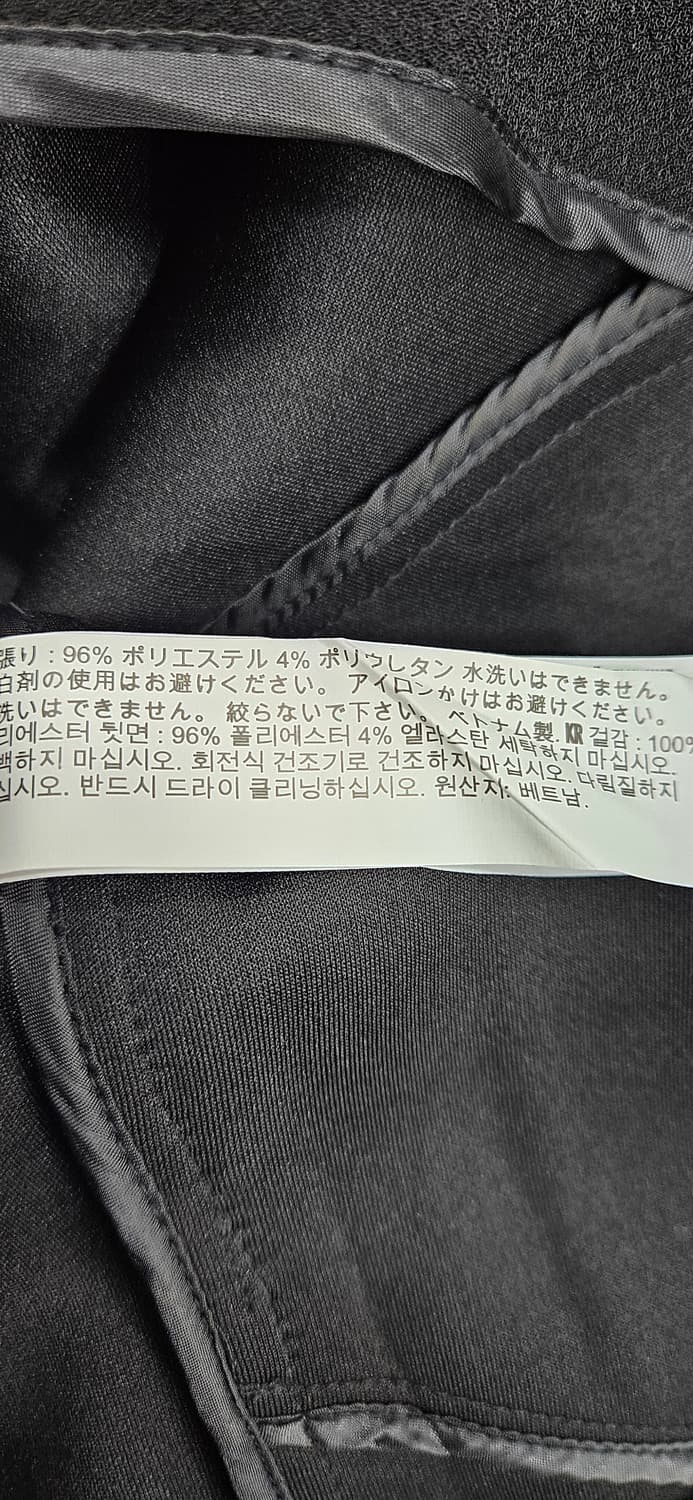 張り : 96% ポリエステル 4% ポリウレタン 水洗いはできません。
白剤の使用はお避けください。 アイロンかけはお避けください。
洗いはできません。 絞らないで下さい。 ベトナム製. KR 겉감 : 100%
리에스터 뒷면 : 96% 폴리에스터 4% 엘라스탄 세탁하지 마십시오.
백하지 마십시오. 회전식 건조기로 건조하지 마십시오. 다림질하지
십시오. 반드시 드라이 클리닝하십시오. 원산지: 베트남.